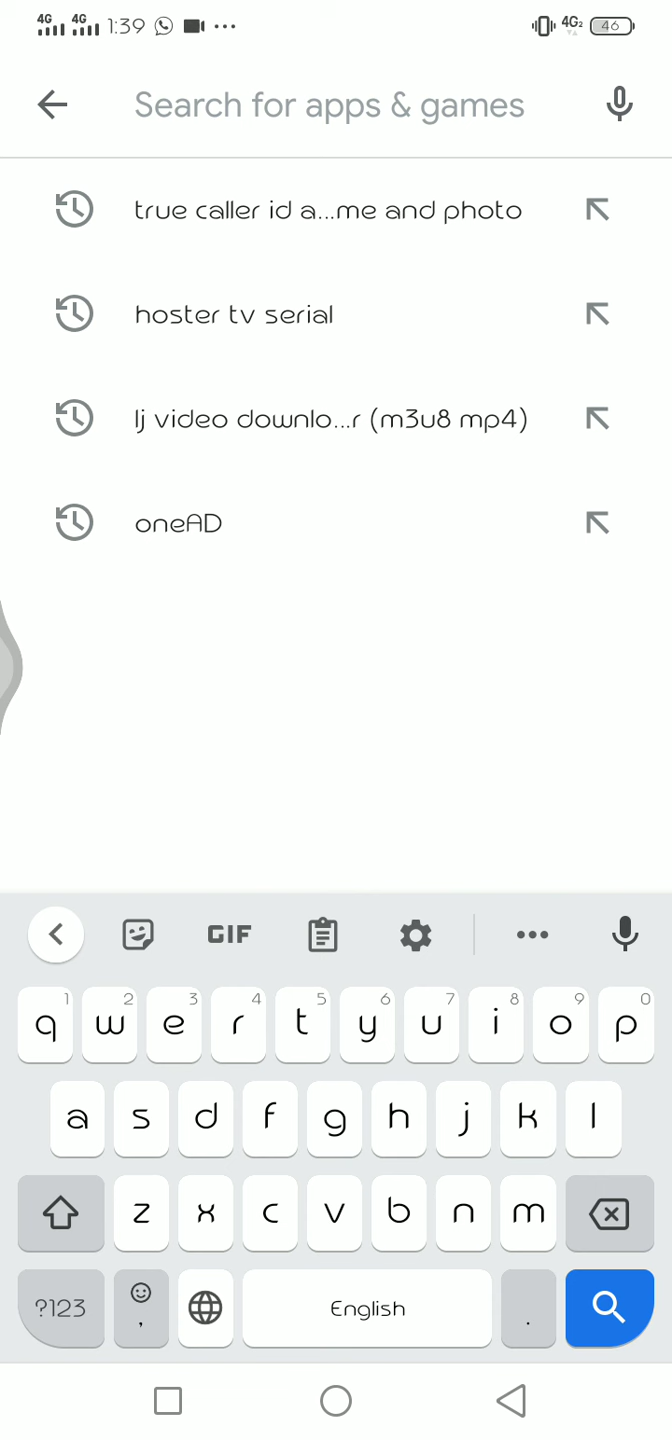 4G 4G 1:39 4G2 46
Search for apps & games
true caller id a...me and photo
hoster tv serial
lj video downlo...r (m3u8 mp4)
oneAD
GIF
1 2 3 4 5 6 7 8 9 0
q w e r t y u i o p
a s d f g h j k l
z x c v b n m
?123 , English .